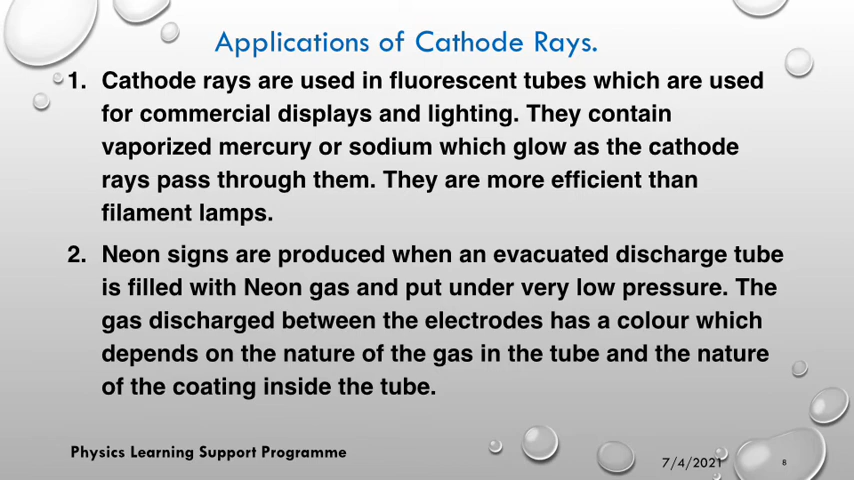 Applications of Cathode Rays.
1. Cathode rays are used in fluorescent tubes which are used
for commercial displays and lighting. They contain
vaporized mercury or sodium which glow as the cathode
rays pass through them. They are more efficient than
filament lamps.
2. Neon signs are produced when an evacuated discharge tube
is filled with Neon gas and put under very low pressure. The
gas discharged between the electrodes has a colour which
depends on the nature of the gas in the tube and the nature
of the coating inside the tube.
Physics Learning Support Programme
7/4/2021
8